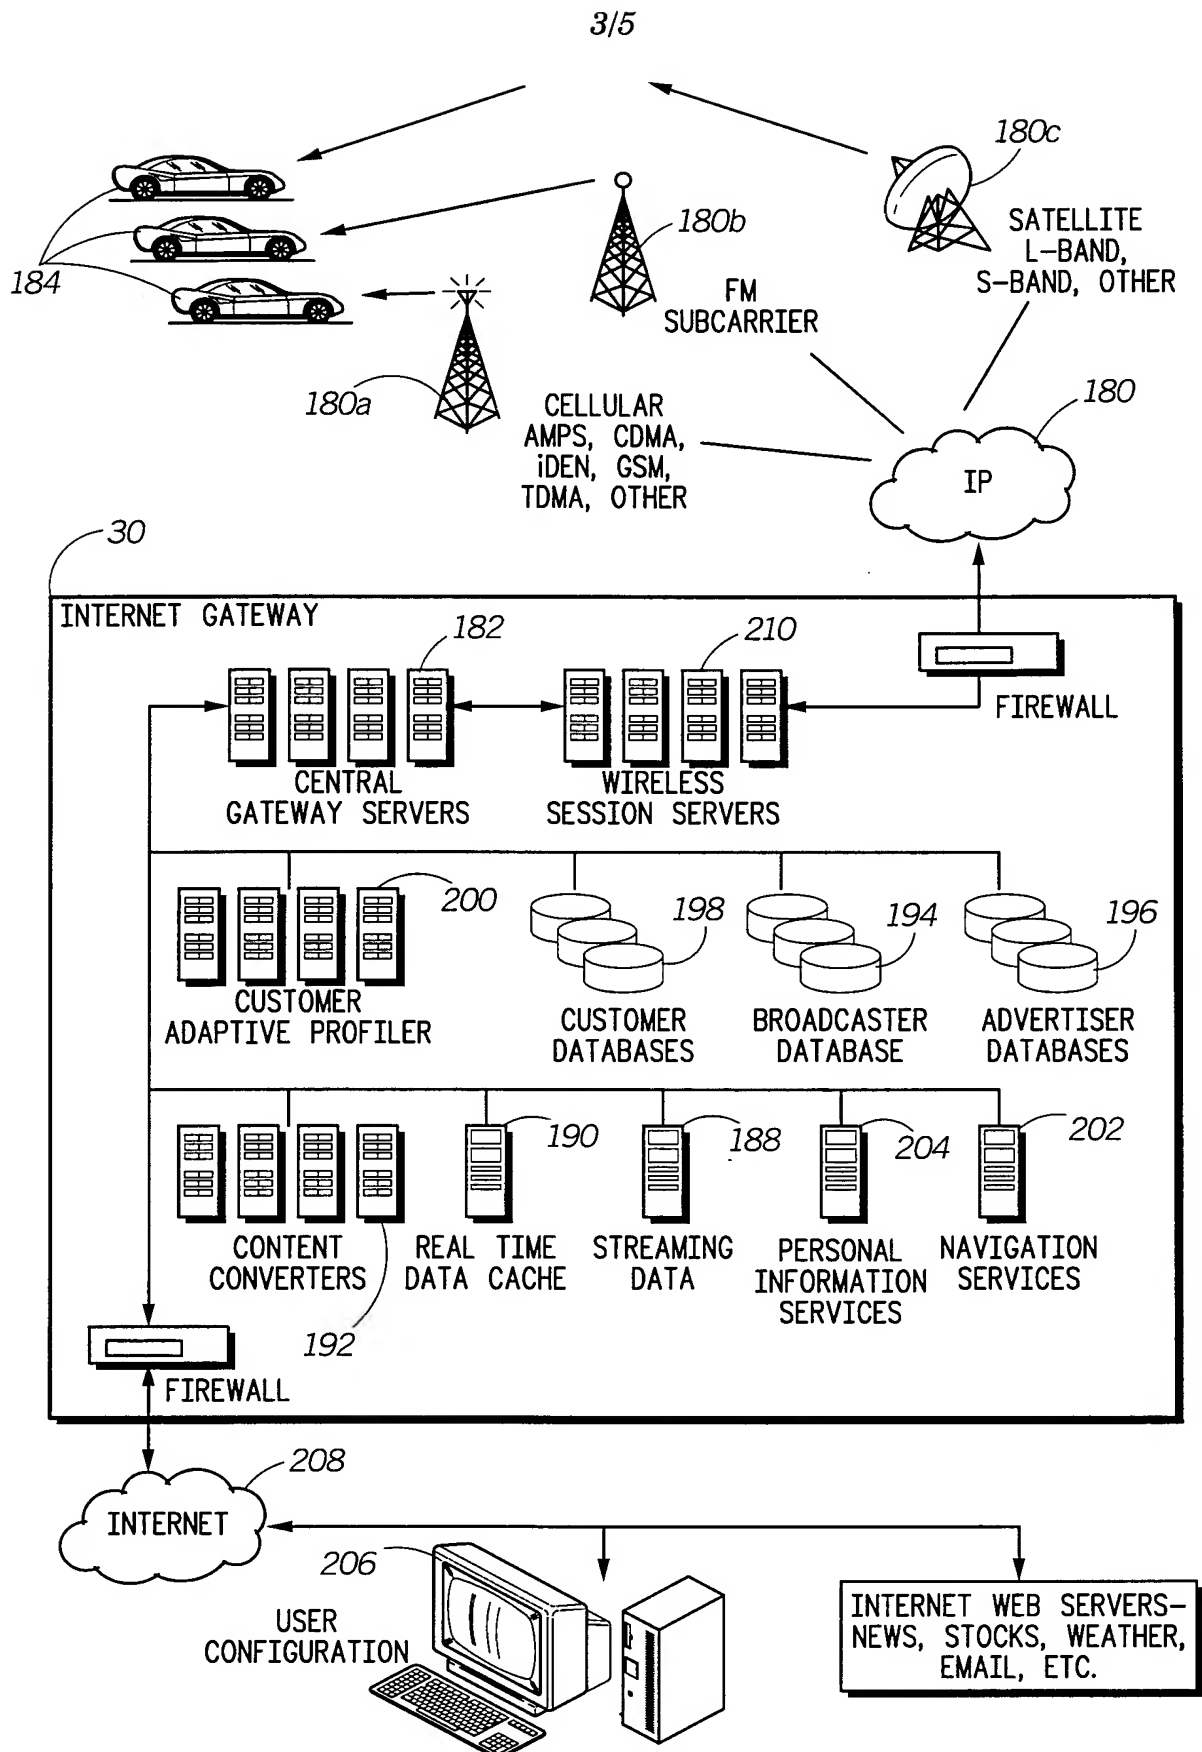 3/5
180c
180b
SATELLITE
L-BAND,
S-BAND, OTHER
184
FM
SUBCARRIER
180a
CELLULAR
AMPS, CDMA,
iDEN, GSM,
TDMA, OTHER
180
IP
30
INTERNET GATEWAY
182
210
FIREWALL
CENTRAL
GATEWAY SERVERS
WIRELESS
SESSION SERVERS
200
198
194
196
CUSTOMER
ADAPTIVE PROFILER
CUSTOMER
DATABASES
BROADCASTER
DATABASE
ADVERTISER
DATABASES
190
188
204
202
CONTENT
CONVERTERS
REAL TIME
DATA CACHE
STREAMING
DATA
PERSONAL
INFORMATION
SERVICES
NAVIGATION
SERVICES
192
FIREWALL
208
INTERNET
206
USER
CONFIGURATION
INTERNET WEB SERVERS-
NEWS, STOCKS, WEATHER,
EMAIL, ETC.